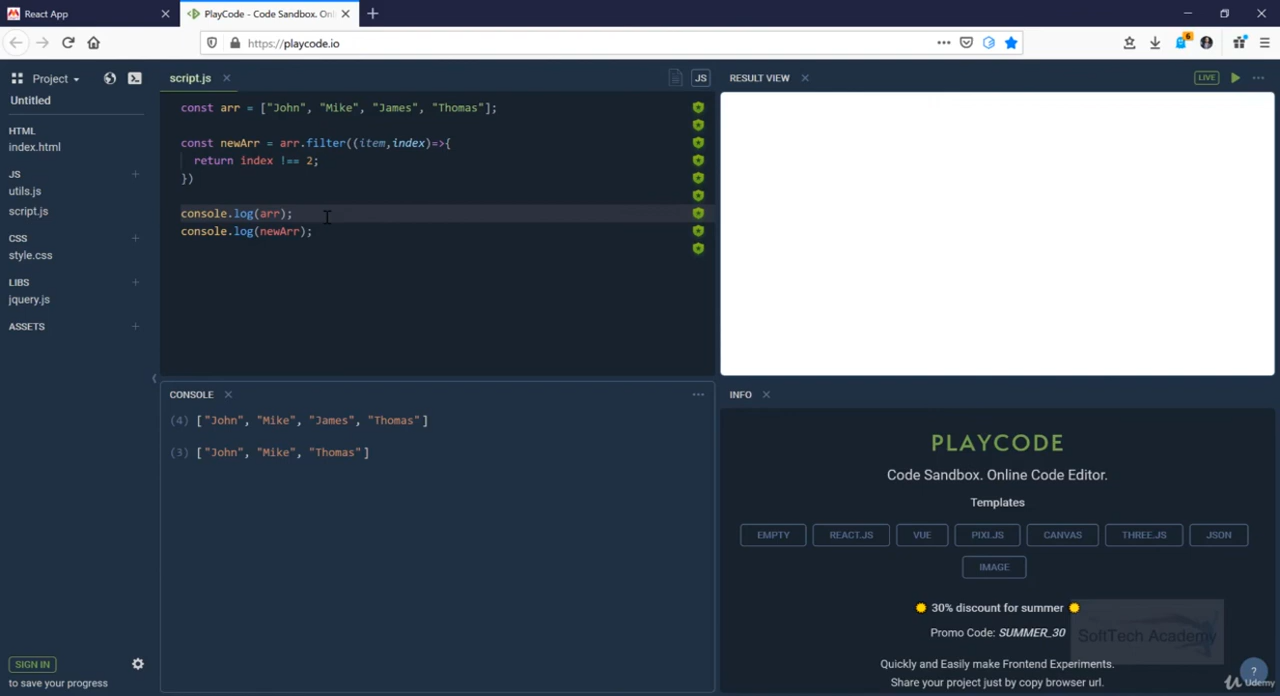 React App
PlayCode - Code Sandbox. Onl
https://playcode.io
6
Project
Untitled
HTML
index.html
JS
utils.js
script.js
CSS
style.css
LIBS
jquery.js
ASSETS
SIGN IN
to save your progress
script.js
JS
const arr = ["John", "Mike", "James", "Thomas"];
const newArr = arr.filter((item,index)=>{
return index !== 2;
})
console.log(arr);
console.log(newArr);
CONSOLE
(4) ["John", "Mike", "James", "Thomas"]
(3) ["John", "Mike", "Thomas"]
RESULT VIEW
LIVE
INFO
PLAYCODE
Code Sandbox. Online Code Editor.
Templates
EMPTY REACT.JS VUE PIXI.JS CANVAS THREE.JS JSON
IMAGE
30% discount for summer
Promo Code: SUMMER_30
SoftTech Academy
Quickly and Easily make Frontend Experiments.
Share your project just by copy browser url.
?
Udemy